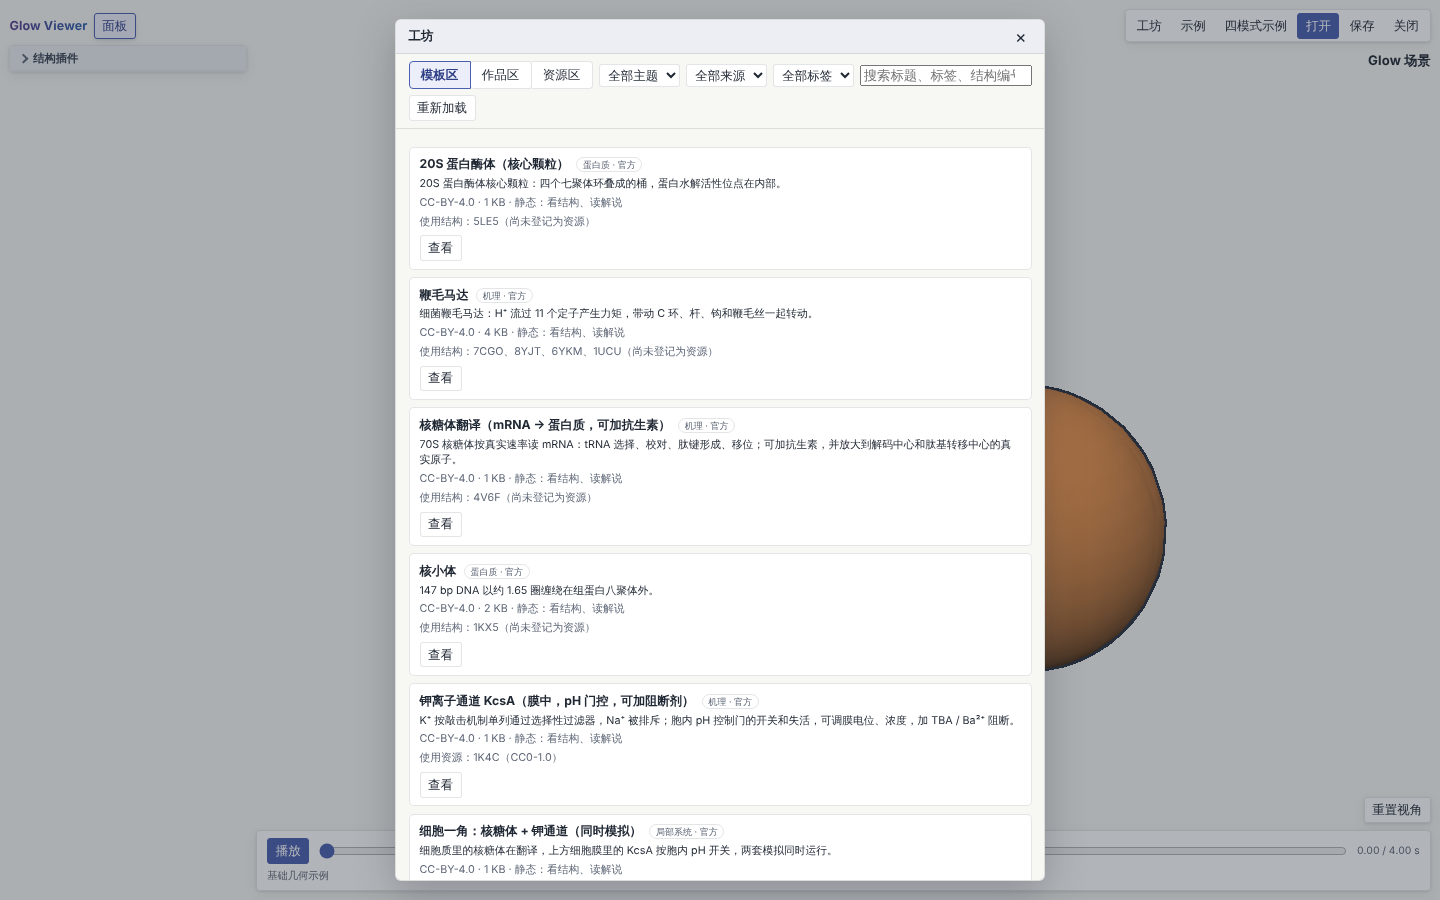 Glow Viewer 面板
结构插件
工坊 示例 四模式示例 打开 保存 关闭
Glow 场景
工坊 ×
模板区 作品区 资源区 全部主题 全部来源 全部标签 搜索标题、标签、结构编
重新加载
20S 蛋白酶体（核心颗粒） 蛋白质 · 官方
20S 蛋白酶体核心颗粒：四个七聚体环叠成的桶，蛋白水解活性位点在内部。
CC-BY-4.0 · 1 KB · 静态：看结构、读解说
使用结构：5LE5（尚未登记为资源）
查看
鞭毛马达 机理 · 官方
细菌鞭毛马达：H⁺ 流过 11 个定子产生力矩，带动 C 环、杆、钩和鞭毛丝一起转动。
CC-BY-4.0 · 4 KB · 静态：看结构、读解说
使用结构：7CGO、8YJT、6YKM、1UCU（尚未登记为资源）
查看
核糖体翻译（mRNA → 蛋白质，可加抗生素） 机理 · 官方
70S 核糖体按真实速率读 mRNA：tRNA 选择、校对、肽键形成、移位；可加抗生素，并放大到解码中心和肽基转移中心的真
实原子。
CC-BY-4.0 · 1 KB · 静态：看结构、读解说
使用结构：4V6F（尚未登记为资源）
查看
核小体 蛋白质 · 官方
147 bp DNA 以约 1.65 圈缠绕在组蛋白八聚体外。
CC-BY-4.0 · 2 KB · 静态：看结构、读解说
使用结构：1KX5（尚未登记为资源）
查看
钾离子通道 KcsA（膜中，pH 门控，可加阻断剂） 机理 · 官方
K⁺ 按敲击机制单列通过选择性过滤器，Na⁺ 被排斥；胞内 pH 控制门的开关和失活，可调膜电位、浓度，加 TBA / Ba²⁺ 阻断。
CC-BY-4.0 · 1 KB · 静态：看结构、读解说
使用资源：1K4C（CC0-1.0）
查看
细胞一角：核糖体 + 钾通道（同时模拟） 局部系统 · 官方
细胞质里的核糖体在翻译，上方细胞膜里的 KcsA 按胞内 pH 开关，两套模拟同时运行。
CC-BY-4.0 · 1 KB · 静态：看结构、读解说
重置视角
播放 0.00 / 4.00 s
基础几何示例